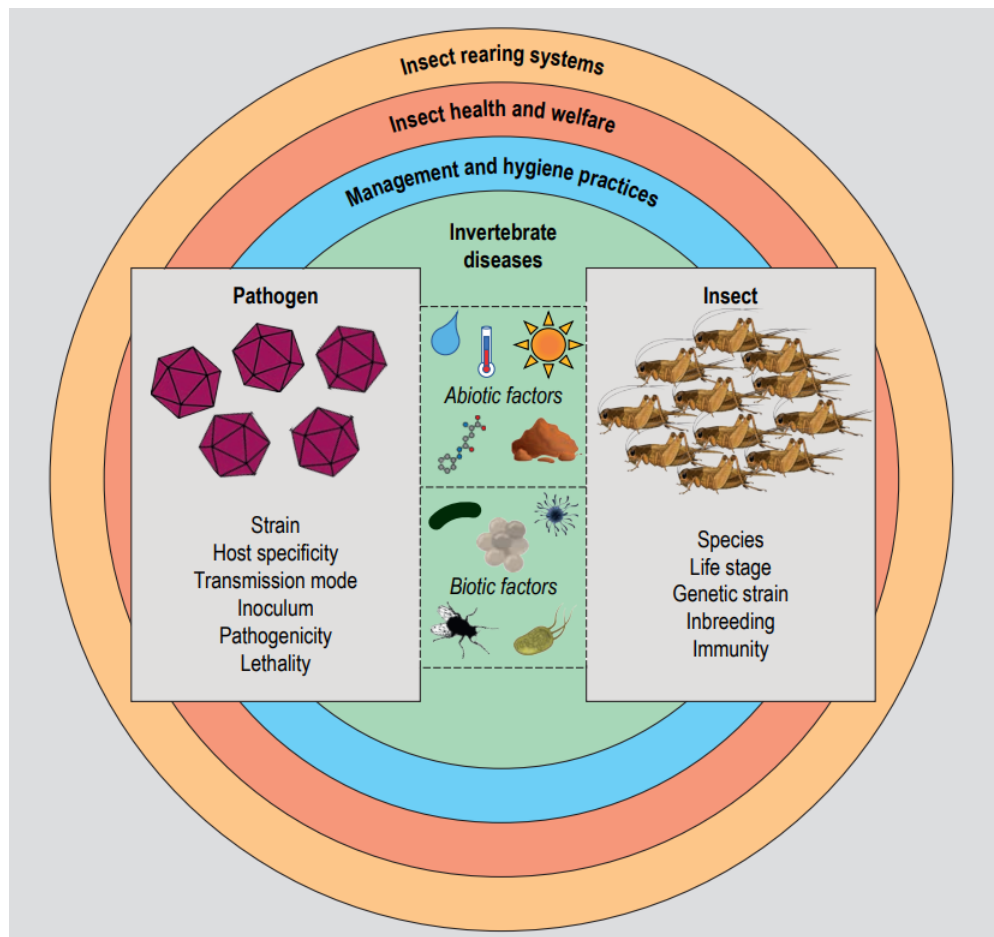 Insect rearing systems
Insect health and welfare
Management and hygiene practices
Invertebrate
diseases
Pathogen
Strain
Host specificity
Transmission mode
Inoculum
Pathogenicity
Lethality
Abiotic factors
Biotic factors
Insect
Species
Life stage
Genetic strain
Inbreeding
Immunity